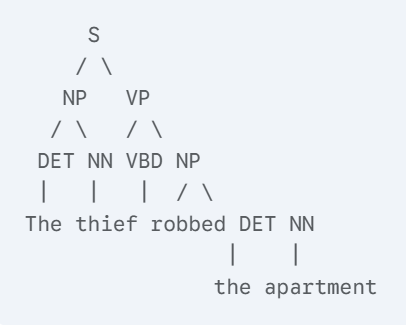 S
/ \
NP VP
/ \ / \
DET NN VBD NP
| | | / \
The thief robbed DET NN
| |
the apartment